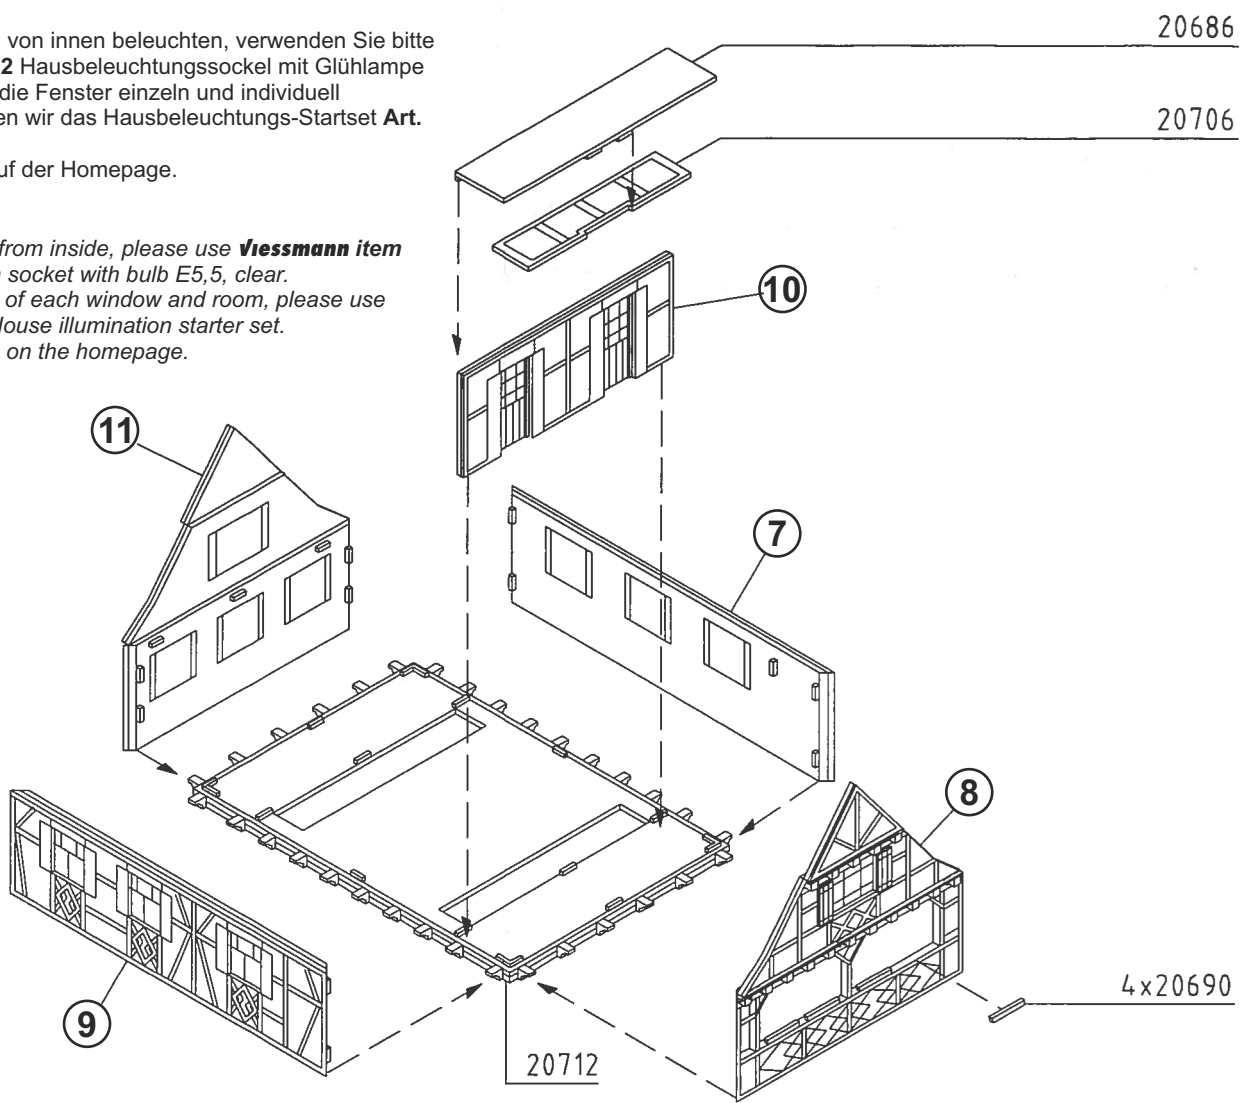 von innen beleuchten, verwenden Sie bitte
2 Hausbeleuchtungssockel mit Glühlampe
die Fenster einzeln und individuell
en wir das Hausbeleuchtungs-Startset Art.
uf der Homepage.
from inside, please use Viessmann item
socket with bulb E5,5, clear.
of each window and room, please use
House illumination starter set.
on the homepage.
20686
20706
10
11
7
8
9
4x20690
20712